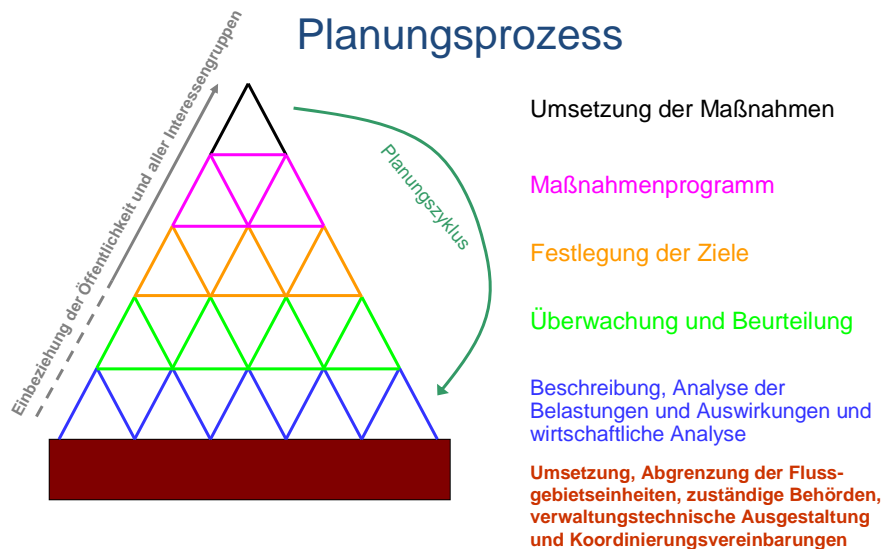 Planungsprozess
Einbeziehung der Öffentlichkeit und aller Interessengruppen
Planungszyklus
Umsetzung der Maßnahmen
Maßnahmenprogramm
Festlegung der Ziele
Überwachung und Beurteilung
Beschreibung, Analyse der
Belastungen und Auswirkungen und
wirtschaftliche Analyse
Umsetzung, Abgrenzung der Fluss-
gebietseinheiten, zuständige Behörden,
verwaltungstechnische Ausgestaltung
und Koordinierungsvereinbarungen